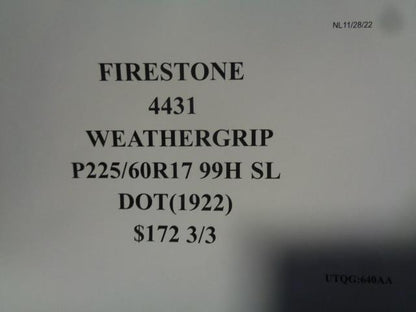 NL11/28/22
FIRESTONE
4431
WEATHERGRIP
P225/60R17 99H SL
DOT(1922)
$172 3/3
UTQG:640AA